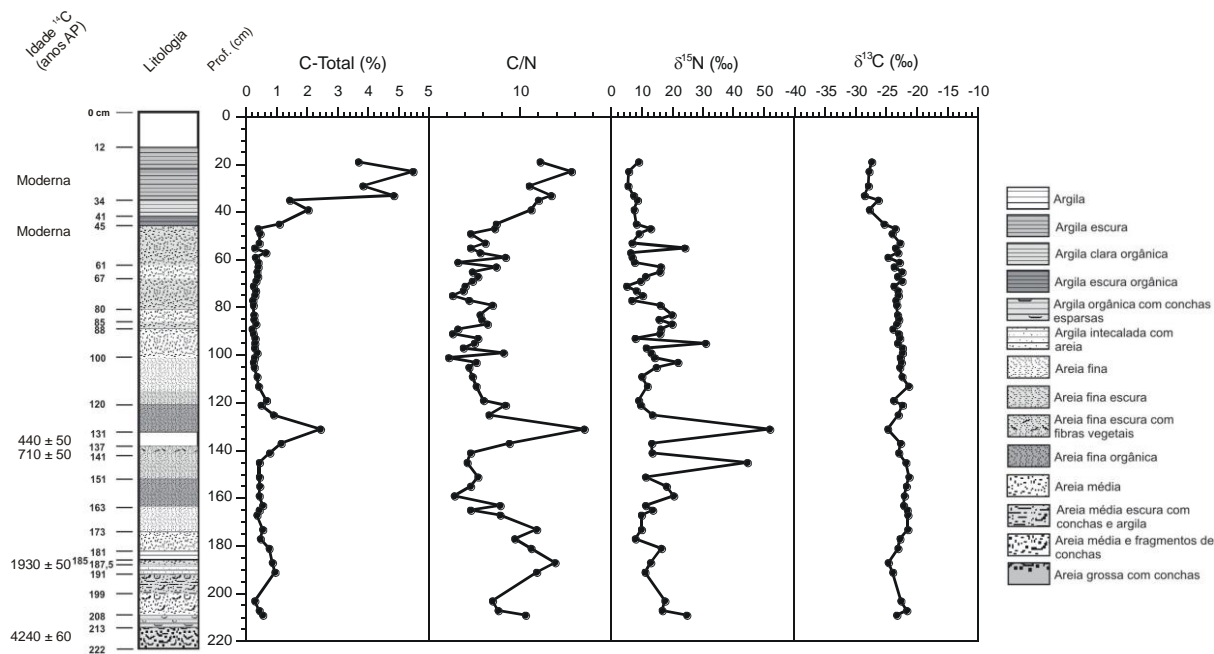 Idade ¹⁴C
(anos AP)
Litologia
Prof. (cm)
C-Total (%)
C/N
δ¹⁵N (‰)
δ¹³C (‰)
0 1 2 3 4 5 5
10
0 10 20 30 40 50
-40 -35 -30 -25 -20 -15 -10
0 cm
12
34
41
45
61
67
80
85
88
100
120
131
137
141
151
163
173
181
185
187,5
191
199
208
213
222
Moderna
Moderna
440 ± 50
710 ± 50
1930 ± 50
4240 ± 60
0
20
40
60
80
100
120
140
160
180
200
220
Argila
Argila escura
Argila clara orgânica
Argila escura orgânica
Argila orgânica com conchas
esparsas
Argila intecalada com
areia
Areia fina
Areia fina escura
Areia fina escura com
fibras vegetais
Areia fina orgânica
Areia média
Areia média escura com
conchas e argila
Areia média e fragmentos de
conchas
Areia grossa com conchas